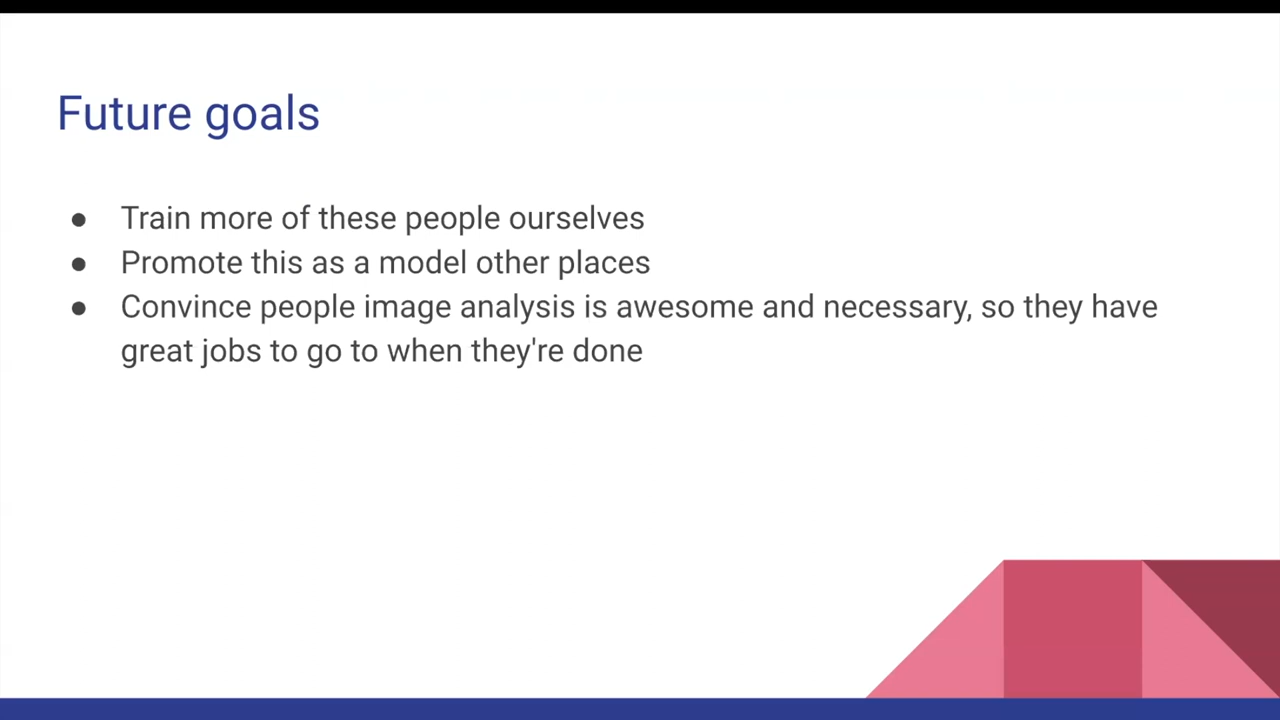 Future goals
● Train more of these people ourselves
● Promote this as a model other places
● Convince people image analysis is awesome and necessary, so they have
great jobs to go to when they're done